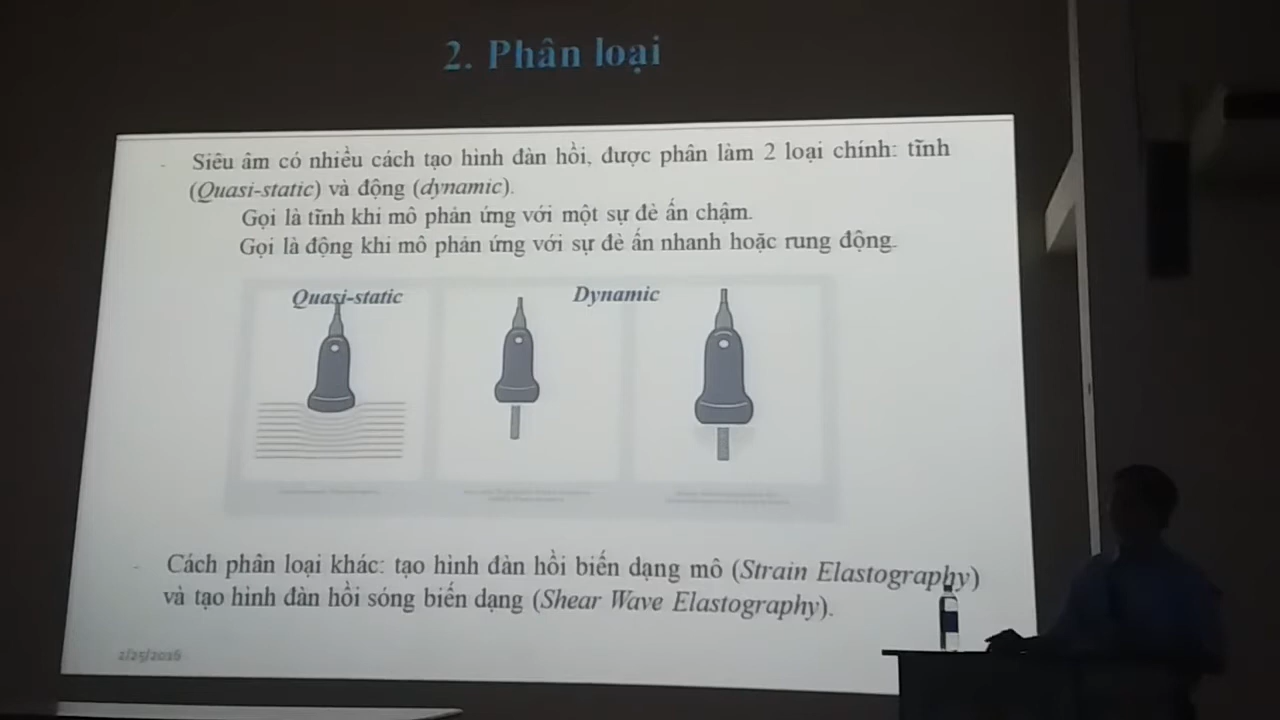 2. Phân loại
- Siêu âm có nhiều cách tạo hình đàn hồi, được phân làm 2 loại chính: tĩnh
(Quasi-static) và động (dynamic).
Gọi là tĩnh khi mô phản ứng với một sự đè ấn chậm.
Gọi là động khi mô phản ứng với sự đè ấn nhanh hoặc rung động.
Quasi-static
Dynamic
- Cách phân loại khác: tạo hình đàn hồi biến dạng mô (Strain Elastography)
và tạo hình đàn hồi sóng biến dạng (Shear Wave Elastography).
2/25/2016